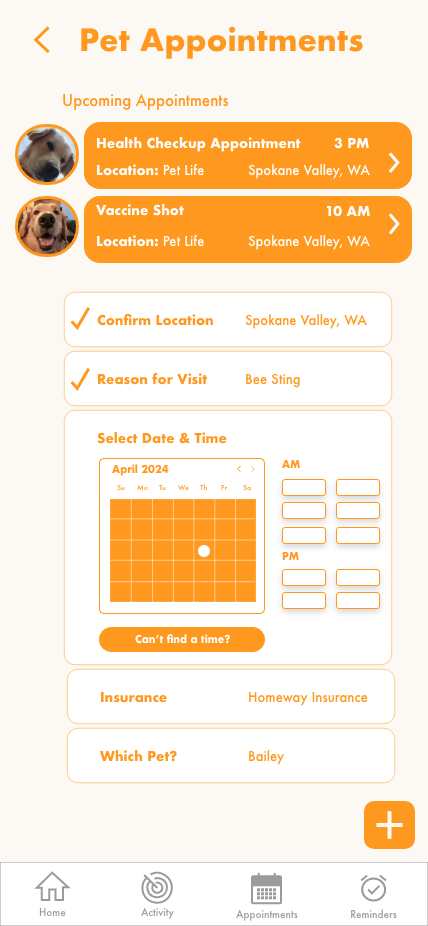 Pet Appointments
Upcoming Appointments
Health Checkup Appointment 3 PM
Location: Pet Life Spokane Valley, WA
Vaccine Shot 10 AM
Location: Pet Life Spokane Valley, WA
Confirm Location Spokane Valley, WA
Reason for Visit Bee Sting
Select Date & Time
April 2024
Su Mo Tu We Th Fr Sa
AM
PM
Can't find a time?
Insurance Homeway Insurance
Which Pet? Bailey
Home Activity Appointments Reminders